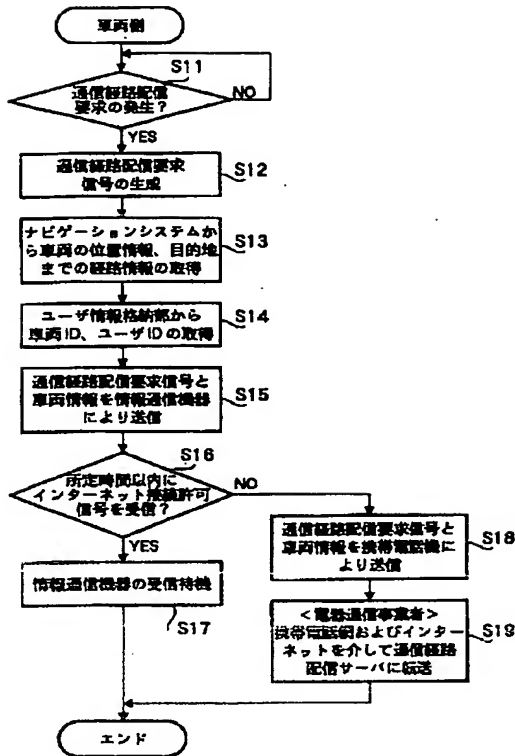 車両側
S11
通信経路配信
要求の発生?
NO
YES
通信経路配信要求
信号の生成
S12
ナビゲーションシステムか
ら車両の位置情報、目的地
までの経路情報の取得
S13
ユーザ情報格納部から
車両ID、ユーザIDの取得
S14
通信経路配信要求信号と
車両情報を情報通信機器
により送信
S15
S16
所定時間以内に
インターネット接続許可
信号を受信?
NO
YES
情報通信機器の受信待機
S17
通信経路配信要求信号と
車両情報を携帯電話機に
より送信
S18
<電器通信事業者>
携帯電話網およびインター
ネットを介して通信経路
配信サーバに転送
S19
エンド